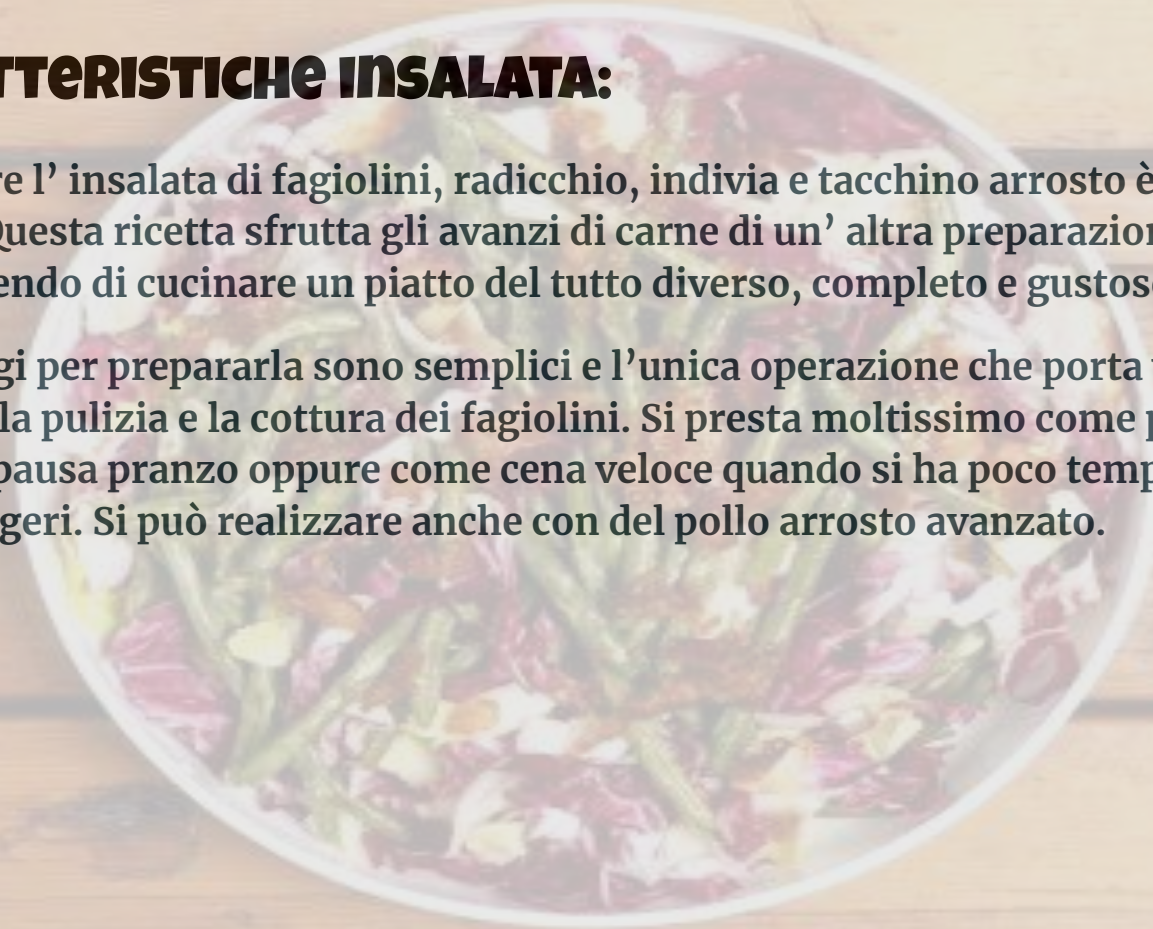 TTERISTICHE INSALATA:
re l’ insalata di fagiolini, radicchio, indivia e tacchino arrosto è
Questa ricetta sfrutta gli avanzi di carne di un’ altra preparazion
endo di cucinare un piatto del tutto diverso, completo e gustoso
gi per prepararla sono semplici e l’unica operazione che porta
la pulizia e la cottura dei fagiolini. Si presta moltissimo come p
pausa pranzo oppure come cena veloce quando si ha poco temp
geri. Si può realizzare anche con del pollo arrosto avanzato.